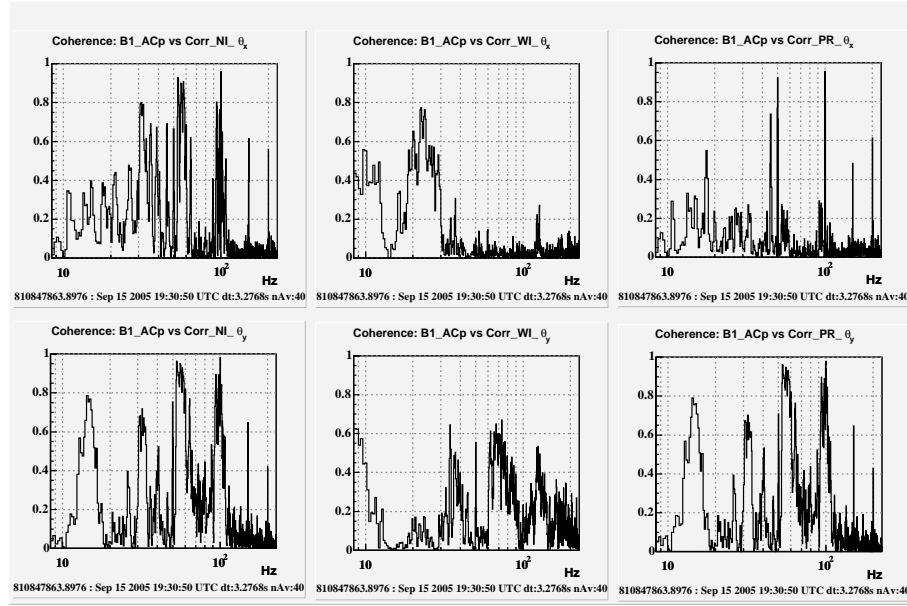 Coherence: B1_ACp vs Corr_NI_ θx
1
0.8
0.6
0.4
0.2
0
10
10²
Hz
810847863.8976 : Sep 15 2005 19:30:50 UTC dt:3.2768s nAv:40
Coherence: B1_ACp vs Corr_WI_ θx
1
0.8
0.6
0.4
0.2
0
10
10²
Hz
810847863.8976 : Sep 15 2005 19:30:50 UTC dt:3.2768s nAv:40
Coherence: B1_ACp vs Corr_PR_ θx
1
0.8
0.6
0.4
0.2
0
10
10²
Hz
810847863.8976 : Sep 15 2005 19:30:50 UTC dt:3.2768s nAv:40
Coherence: B1_ACp vs Corr_NI_ θy
1
0.8
0.6
0.4
0.2
0
10
10²
Hz
810847863.8976 : Sep 15 2005 19:30:50 UTC dt:3.2768s nAv:40
Coherence: B1_ACp vs Corr_WI_ θy
1
0.8
0.6
0.4
0.2
0
10
10²
Hz
810847863.8976 : Sep 15 2005 19:30:50 UTC dt:3.2768s nAv:40
Coherence: B1_ACp vs Corr_PR_ θy
1
0.8
0.6
0.4
0.2
0
10
10²
Hz
810847863.8976 : Sep 15 2005 19:30:50 UTC dt:3.2768s nAv:40